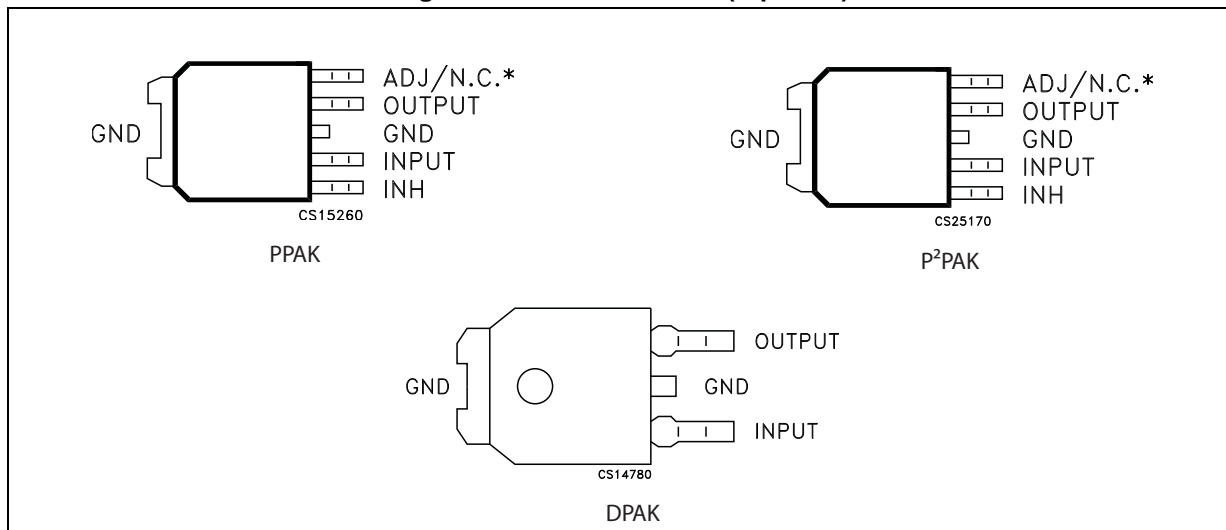 ADJ/N.C.*
OUTPUT
GND
GND
INPUT
INH
CS15260
PPAK
ADJ/N.C.*
OUTPUT
GND
GND
INPUT
INH
CS25170
P²PAK
OUTPUT
GND
GND
INPUT
CS14780
DPAK